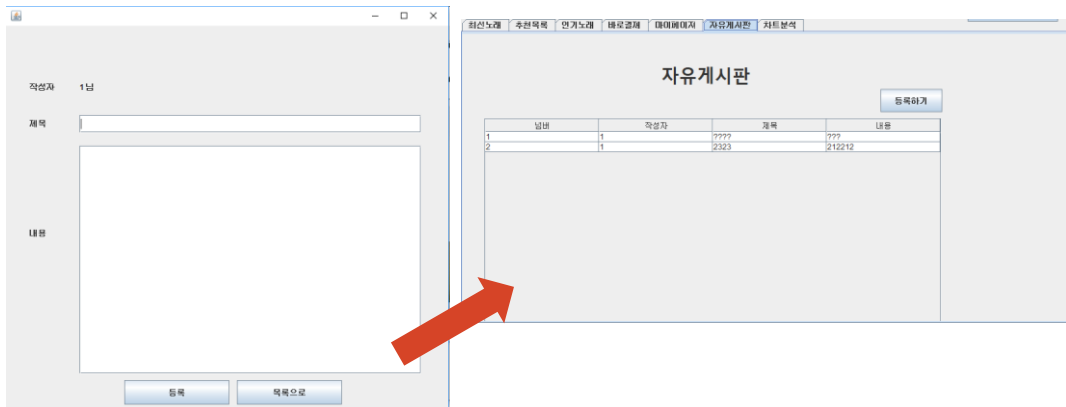 작성자 1님
제목
내용
등록 목록으로
최신노래 추천목록 인기노래 바로결제 마이페이지 자유게시판 차트분석
자유게시판
등록하기
넘버 작성자 제목 내용
1 1 ???? ???
2 1 2323 212212